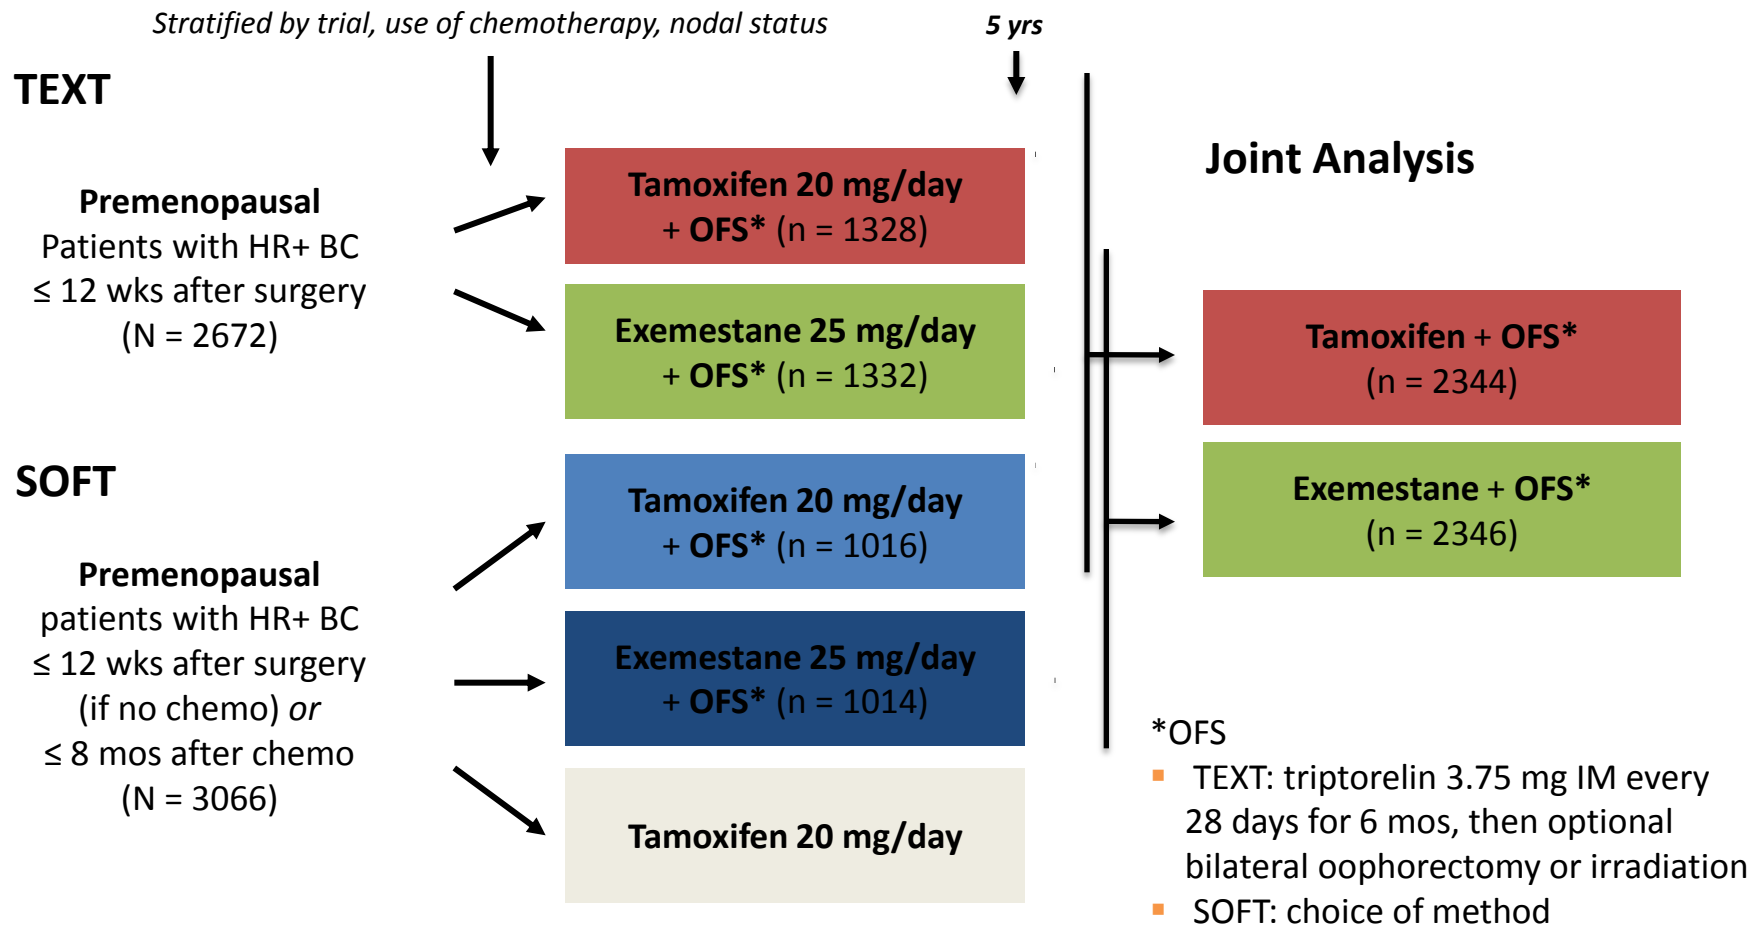 Stratified by trial, use of chemotherapy, nodal status
5 yrs
TEXT
Premenopausal
Patients with HR+ BC
≤ 12 wks after surgery
(N = 2672)
Tamoxifen 20 mg/day
+ OFS* (n = 1328)
Exemestane 25 mg/day
+ OFS* (n = 1332)
SOFT
Premenopausal
patients with HR+ BC
≤ 12 wks after surgery
(if no chemo) or
≤ 8 mos after chemo
(N = 3066)
Tamoxifen 20 mg/day
+ OFS* (n = 1016)
Exemestane 25 mg/day
+ OFS* (n = 1014)
Tamoxifen 20 mg/day
Joint Analysis
Tamoxifen + OFS*
(n = 2344)
Exemestane + OFS*
(n = 2346)
*OFS
▪ TEXT: triptorelin 3.75 mg IM every
28 days for 6 mos, then optional
bilateral oophorectomy or irradiation
▪ SOFT: choice of method